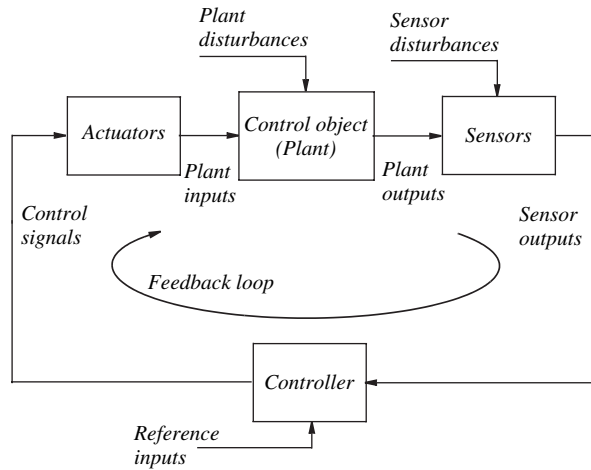 Plant
disturbances
Sensor
disturbances
Actuators
Control object
(Plant)
Sensors
Plant
inputs
Plant
outputs
Control
signals
Sensor
outputs
Feedback loop
Controller
Reference
inputs